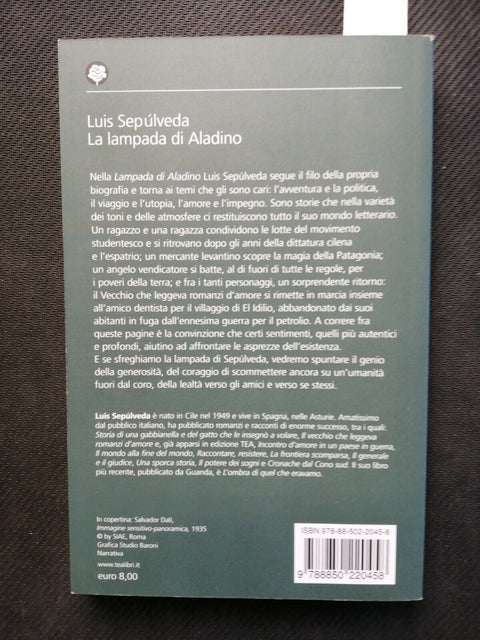 Luis Sepúlveda
La lampada di Aladino
Nella Lampada di Aladino Luis Sepúlveda segue il filo della propria
biografia e torna ai temi che gli sono cari: l'avventura e la politica,
il viaggio e l'utopia, l'amore e l'impegno. Sono storie che nella varietà
dei toni e delle atmosfere ci restituiscono tutto il suo mondo letterario.
Un ragazzo e una ragazza condividono le lotte del movimento
studentesco e si ritrovano dopo gli anni della dittatura cilena
e l'espatrio; un mercante levantino scopre la magia della Patagonia;
un angelo vendicatore si batte, al di fuori di tutte le regole, per
i poveri della terra; e fra i tanti personaggi, un sorprendente ritorno:
il Vecchio che leggeva romanzi d'amore si rimette in marcia insieme
all'amico dentista per il villaggio di El Idilio, abbandonato dai suoi
abitanti in fuga dall'ennesima guerra per il petrolio. A correre fra
queste pagine è la convinzione che certi sentimenti, quelli più autentici
e profondi, aiutino ad affrontare le asprezze dell'esistenza.
E se sfreghiamo la lampada di Sepúlveda, vedremo spuntare il genio
della generosità, del coraggio di scommettere ancora su un'umanità
fuori dal coro, della lealtà verso gli amici e verso se stessi.
Luis Sepúlveda è nato in Cile nel 1949 e vive in Spagna, nelle Asturie. Amatissimo
dal pubblico italiano, ha pubblicato romanzi e racconti di enorme successo, tra i quali:
Storia di una gabbianella e del gatto che le insegnò a volare, Il vecchio che leggeva
romanzi d'amore e, già apparsi in edizione TEA, Incontro d'amore in un paese in guerra,
Il mondo alla fine del mondo, Raccontare, resistere, La frontiera scomparsa, Il generale
e il giudice, Una sporca storia, Il potere dei sogni e Cronache dal Cono sud. Il suo libro
più recente, pubblicato da Guanda, è L'ombra di quel che eravamo.
In copertina: Salvador Dalí,
Immagine sensitivo-panoramica, 1935
© by SIAE, Roma
Grafica Studio Baroni
Narrativa
www.tealibri.it
euro 8,00
ISBN 978-88-502-2045-8
9 788850 220458